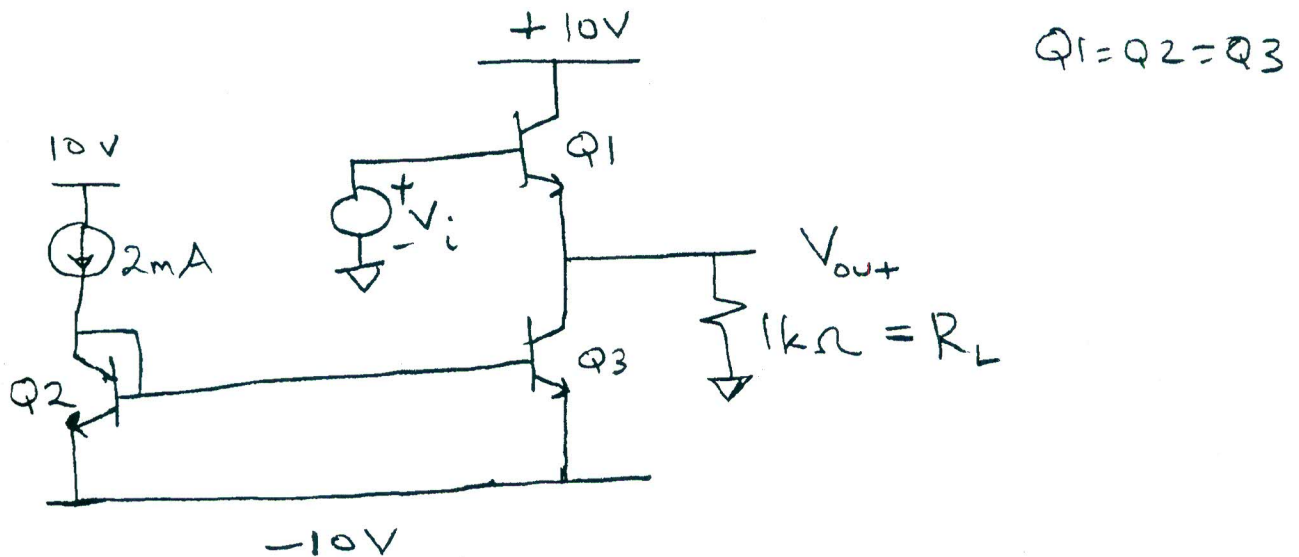 + 10V
Q1=Q2=Q3
10 V
Q1
+
Vi
-
2mA
Vout
1kΩ = RL
Q3
Q2
-10V